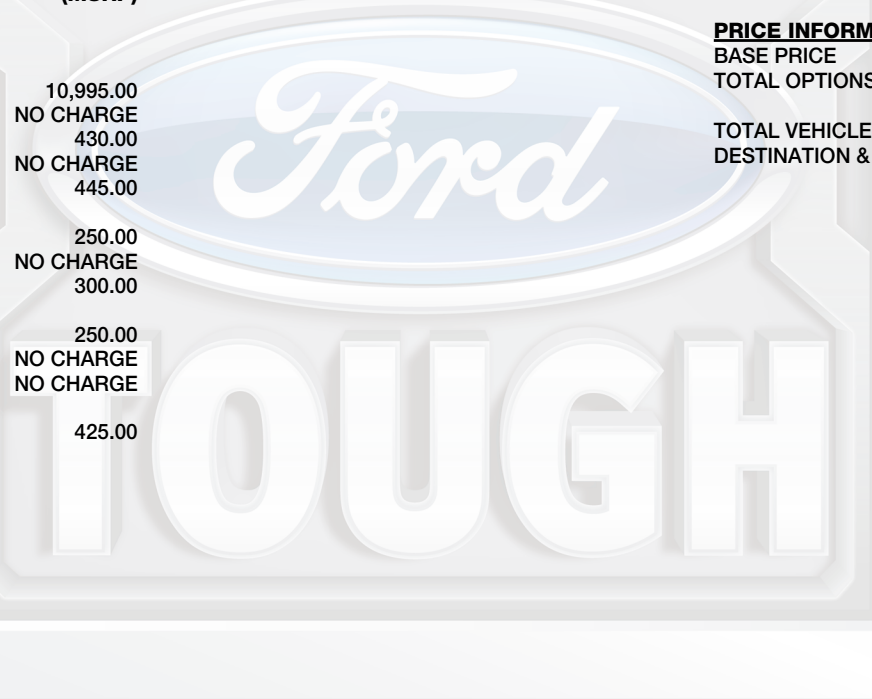 (MSRP)
10,995.00
NO CHARGE
430.00
NO CHARGE
445.00
250.00
NO CHARGE
300.00
250.00
NO CHARGE
NO CHARGE
425.00
PRICE INFORM
BASE PRICE
TOTAL OPTIONS
TOTAL VEHICLE
DESTINATION &
Ford
TOUGH